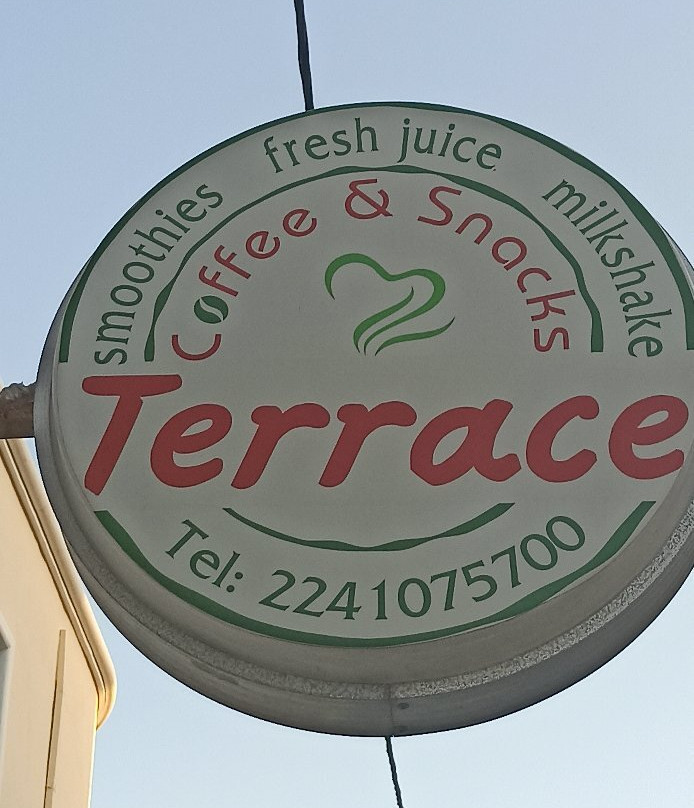 smoothies fresh juice milkshake
Coffee & Snacks
Terrace
Tel: 2241075700